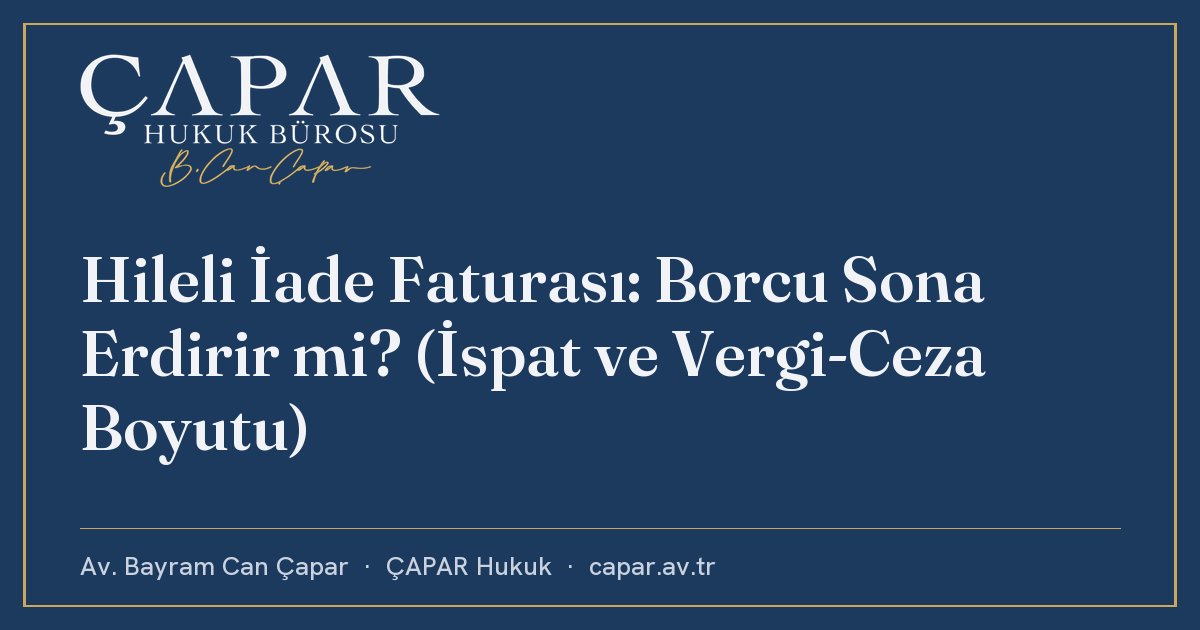 ÇAPAR
HUKUK BÜROSU
B.Can Çapar
Hileli İade Faturası: Borcu Sona
Erdirir mi? (İspat ve Vergi-Ceza
Boyutu)
Av. Bayram Can Çapar · ÇAPAR Hukuk · capar.av.tr